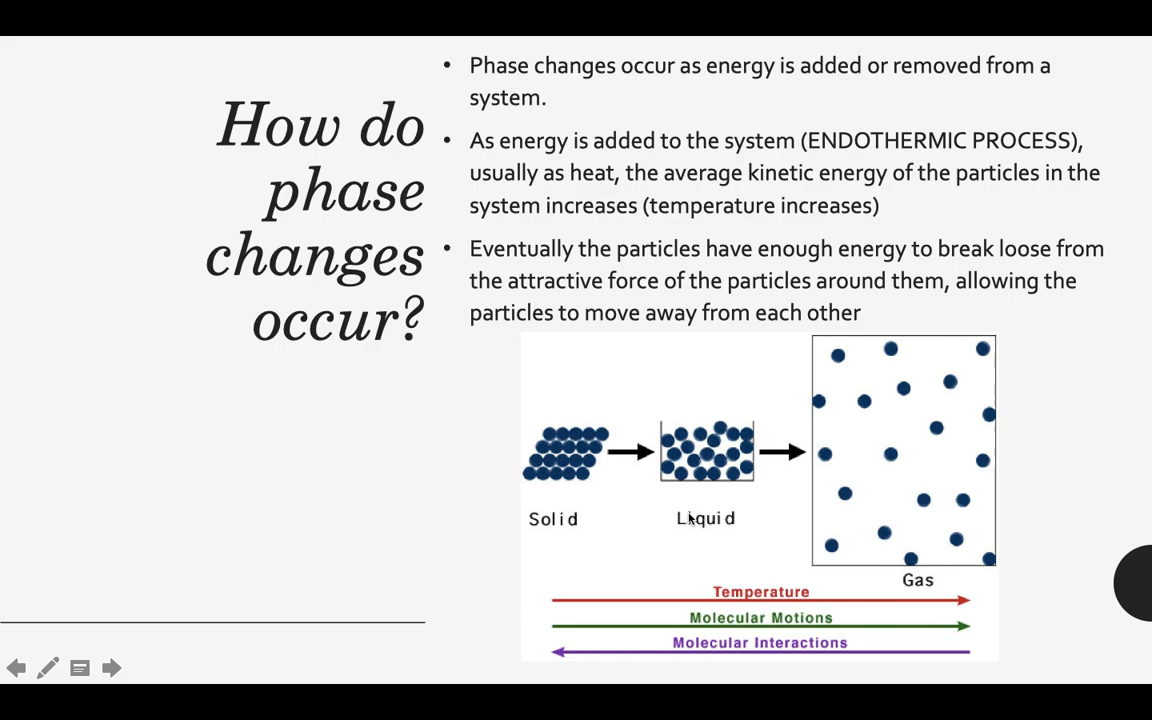 How do
phase
changes
occur?
• Phase changes occur as energy is added or removed from a
system.
• As energy is added to the system (ENDOTHERMIC PROCESS),
usually as heat, the average kinetic energy of the particles in the
system increases (temperature increases)
• Eventually the particles have enough energy to break loose from
the attractive force of the particles around them, allowing the
particles to move away from each other
Solid
Liquid
Gas
Temperature
Molecular Motions
Molecular Interactions